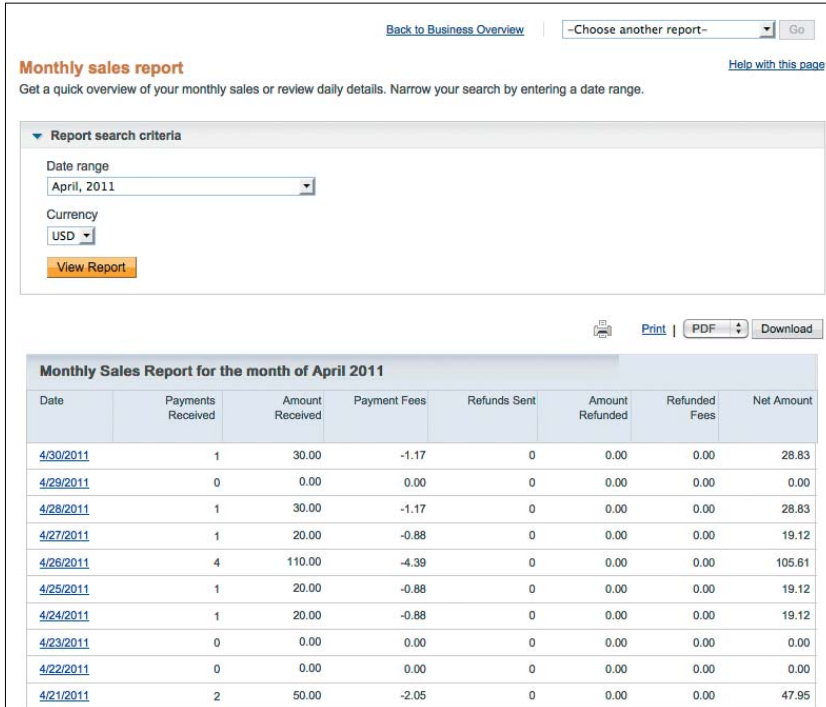 Back to Business Overview –Choose another report– Go
Monthly sales report Help with this page
Get a quick overview of your monthly sales or review daily details. Narrow your search by entering a date range.
Report search criteria
Date range
April, 2011
Currency
USD
View Report
Print | PDF Download
Monthly Sales Report for the month of April 2011
Date Payments Received Amount Received Payment Fees Refunds Sent Amount Refunded Refunded Fees Net Amount
4/30/2011 1 30.00 -1.17 0 0.00 0.00 28.83
4/29/2011 0 0.00 0.00 0 0.00 0.00 0.00
4/28/2011 1 30.00 -1.17 0 0.00 0.00 28.83
4/27/2011 1 20.00 -0.88 0 0.00 0.00 19.12
4/26/2011 4 110.00 -4.39 0 0.00 0.00 105.61
4/25/2011 1 20.00 -0.88 0 0.00 0.00 19.12
4/24/2011 1 20.00 -0.88 0 0.00 0.00 19.12
4/23/2011 0 0.00 0.00 0 0.00 0.00 0.00
4/22/2011 0 0.00 0.00 0 0.00 0.00 0.00
4/21/2011 2 50.00 -2.05 0 0.00 0.00 47.95